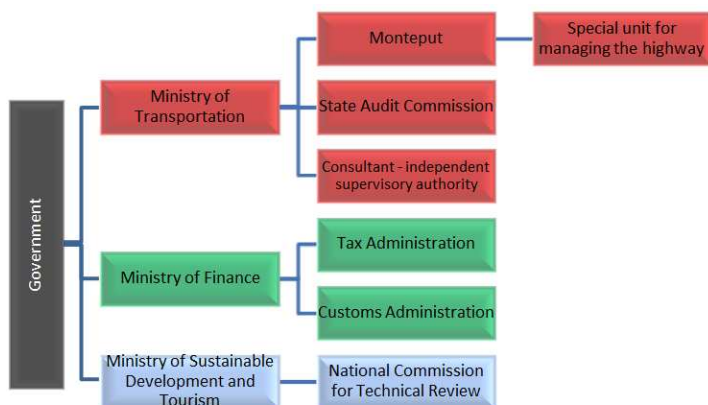 Government
Ministry of
Transportation
Monteput
Special unit for
managing the highway
State Audit Commission
Consultant - independent
supervisory authority
Ministry of Finance
Tax Administration
Customs Administration
Ministry of Sustainable
Development and
Tourism
National Commission
for Technical Review